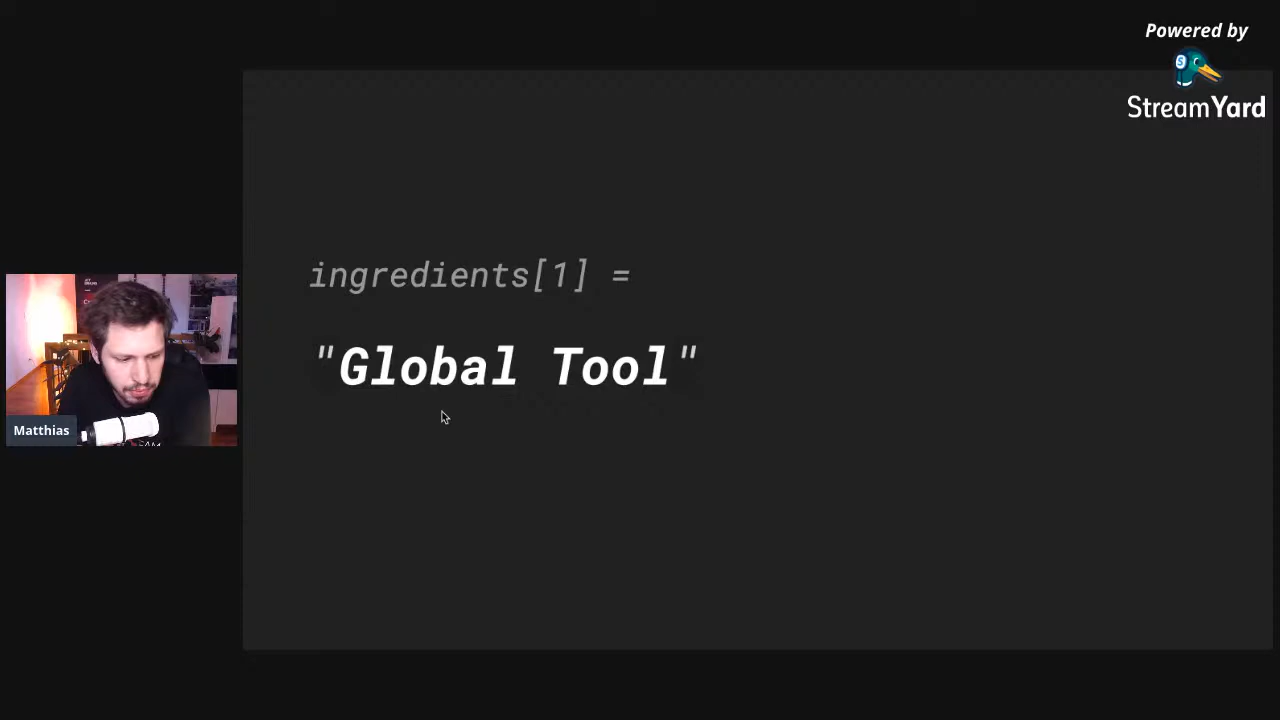 Powered by
StreamYard
ingredients[1] =
"Global Tool"
Matthias